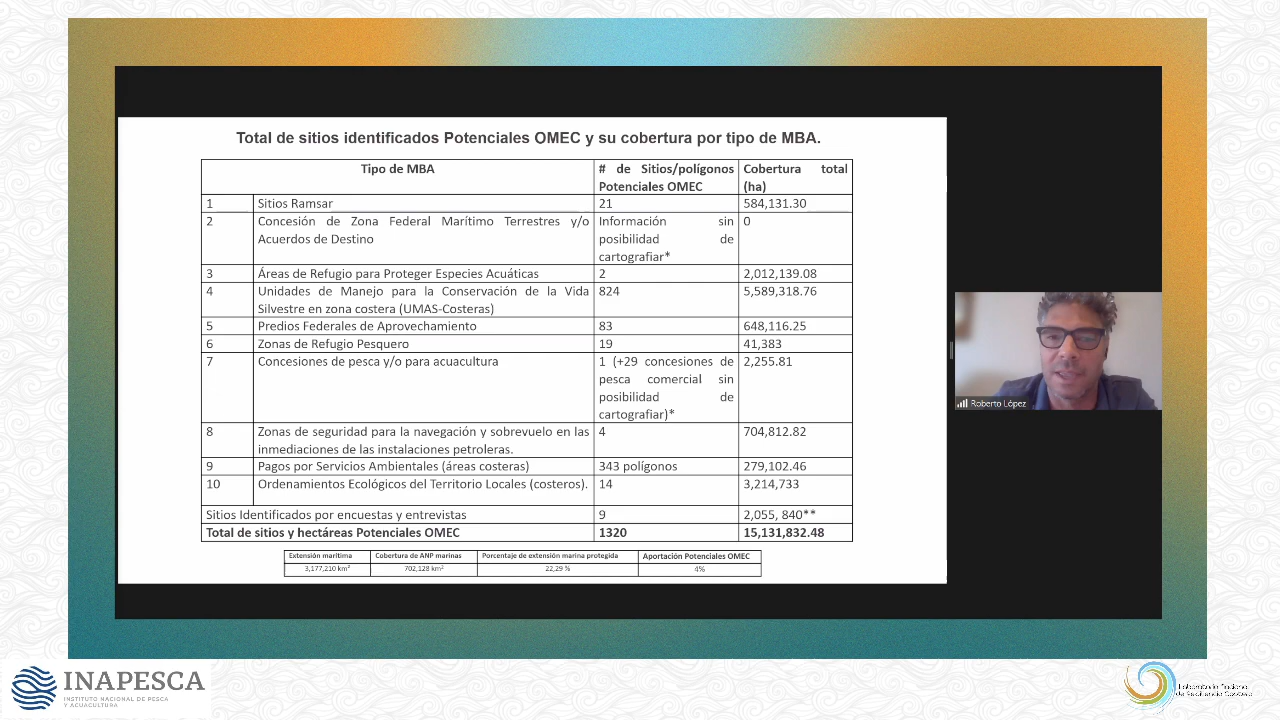 Total de sitios identificados Potenciales OMEC y su cobertura por tipo de MBA.
Tipo de MBA
# de Sitios/polígonos
Potenciales OMEC
Cobertura total
(ha)
1 Sitios Ramsar 21 584,131.30
2 Concesión de Zona Federal Marítimo Terrestres y/o
Acuerdos de Destino
Información sin
posibilidad de
cartografiar*
0
3 Áreas de Refugio para Proteger Especies Acuáticas 2 2,012,139.08
4 Unidades de Manejo para la Conservación de la Vida
Silvestre en zona costera (UMAS-Costeras)
824 5,589,318.76
5 Predios Federales de Aprovechamiento 83 648,116.25
6 Zonas de Refugio Pesquero 19 41,383
7 Concesiones de pesca y/o para acuacultura
1 (+29 concesiones de
pesca comercial sin
posibilidad de
cartografiar)*
2,255.81
8 Zonas de seguridad para la navegación y sobrevuelo en las
inmediaciones de las instalaciones petroleras.
4 704,812.82
9 Pagos por Servicios Ambientales (áreas costeras) 343 polígonos 279,102.46
10 Ordenamientos Ecológicos del Territorio Locales (costeros). 14 3,214,733
Sitios Identificados por encuestas y entrevistas 9 2,055, 840**
Total de sitios y hectáreas Potenciales OMEC 1320 15,131,832.48
Extensión marítima Cobertura de ANP marinas Porcentaje de extensión marina protegida Aportación Potenciales OMEC
3,177,210 km² 702,128 km² 22,29 % 4%
Roberto López
INAPESCA
INSTITUTO NACIONAL DE PESCA
Y ACUACULTURA